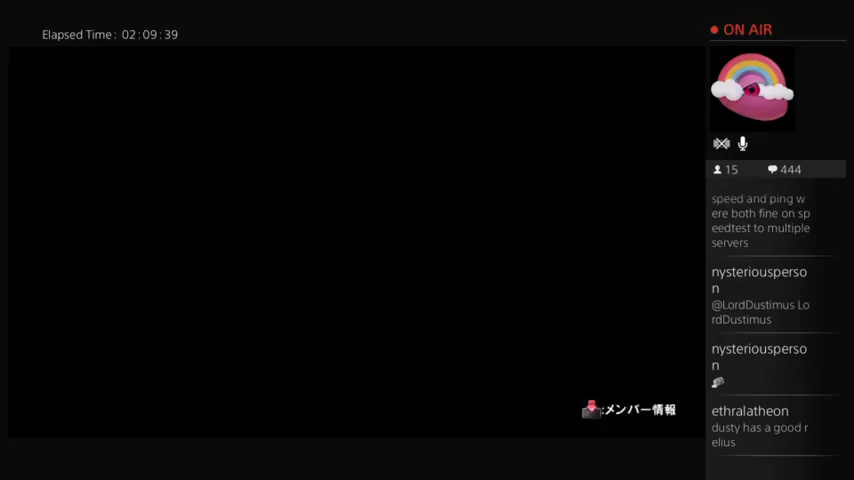 Elapsed Time: 02:09:39
ON AIR
15 444
speed and ping w
ere both fine on sp
eedtest to multiple
servers
nysteriousperso
n
@LordDustimus Lo
rdDustimus
nysteriousperso
n
ethralatheon
dusty has a good r
elius
:メンバー情報